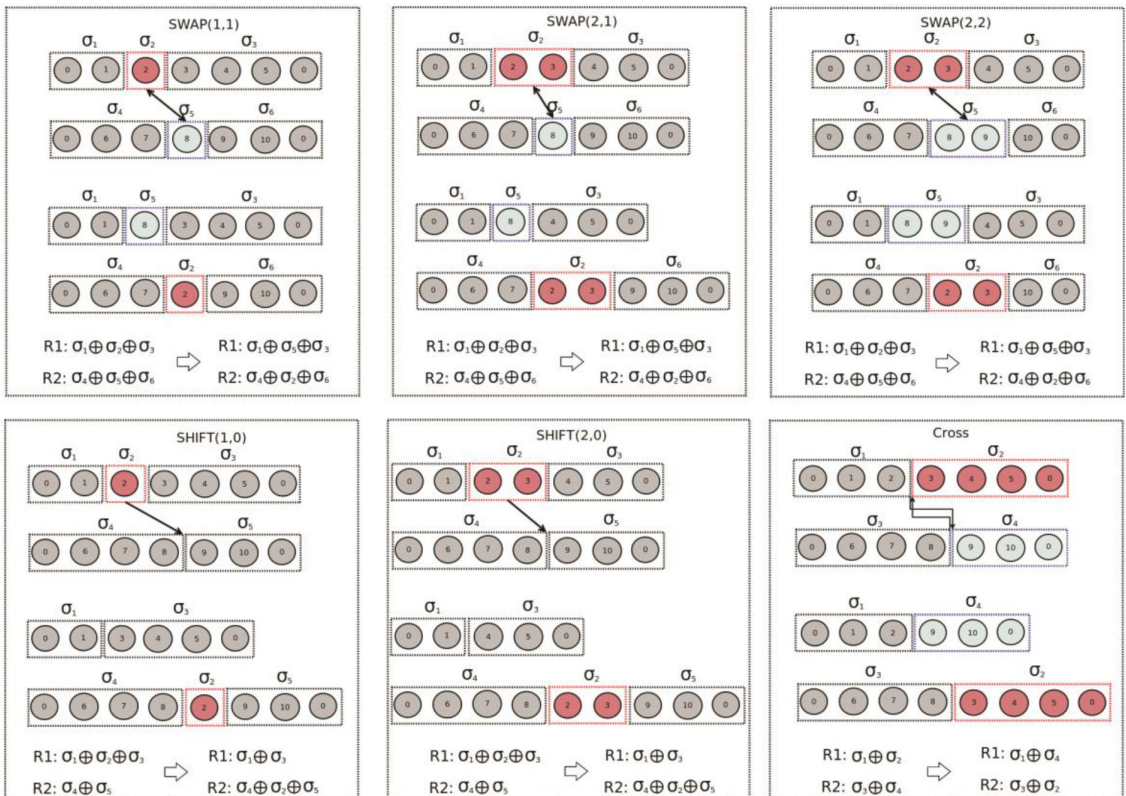 SWAP(1,1)
σ₁ σ₂ σ₃
0 1 2 3 4 5 0
σ₄ σ₅ σ₆
0 6 7 8 9 10 0
σ₁ σ₅ σ₃
0 1 8 3 4 5 0
σ₄ σ₂ σ₆
0 6 7 2 9 10 0
R1: σ₁⊕σ₂⊕σ₃ ⇨ R1: σ₁⊕σ₅⊕σ₃
R2: σ₄⊕σ₅⊕σ₆ R2: σ₄⊕σ₂⊕σ₆
SWAP(2,1)
σ₁ σ₂ σ₃
0 1 2 3 4 5 0
σ₄ σ₅ σ₆
0 6 7 8 9 10 0
σ₁ σ₅ σ₃
0 1 8 4 5 0
σ₄ σ₂ σ₆
0 6 7 2 3 9 10 0
R1: σ₁⊕σ₂⊕σ₃ ⇨ R1: σ₁⊕σ₅⊕σ₃
R2: σ₄⊕σ₅⊕σ₆ R2: σ₄⊕σ₂⊕σ₆
SWAP(2,2)
σ₁ σ₂ σ₃
0 1 2 3 4 5 0
σ₄ σ₅ σ₆
0 6 7 8 9 10 0
σ₁ σ₅ σ₃
0 1 8 9 4 5 0
σ₄ σ₂ σ₆
0 6 7 2 3 10 0
R1: σ₁⊕σ₂⊕σ₃ ⇨ R1: σ₁⊕σ₅⊕σ₃
R2: σ₄⊕σ₅⊕σ₆ R2: σ₄⊕σ₂⊕σ₆
SHIFT(1,0)
σ₁ σ₂ σ₃
0 1 2 3 4 5 0
σ₄ σ₅
0 6 7 8 9 10 0
σ₁ σ₃
0 1 3 4 5 0
σ₄ σ₂ σ₅
0 6 7 8 2 9 10 0
R1: σ₁⊕σ₂⊕σ₃ ⇨ R1: σ₁⊕σ₃
R2: σ₄⊕σ₅ R2: σ₄⊕σ₂⊕σ₅
SHIFT(2,0)
σ₁ σ₂ σ₃
0 1 2 3 4 5 0
σ₄ σ₅
0 6 7 8 9 10 0
σ₁ σ₃
0 1 4 5 0
σ₄ σ₂ σ₅
0 6 7 8 2 3 9 10 0
R1: σ₁⊕σ₂⊕σ₃ ⇨ R1: σ₁⊕σ₃
R2: σ₄⊕σ₅ R2: σ₄⊕σ₂⊕σ₅
Cross
σ₁ σ₂
0 1 2 3 4 5 0
σ₃ σ₄
0 6 7 8 9 10 0
σ₁ σ₄
0 1 2 9 10 0
σ₃ σ₂
0 6 7 8 3 4 5 0
R1: σ₁⊕σ₂ ⇨ R1: σ₁⊕σ₄
R2: σ₃⊕σ₄ R2: σ₃⊕σ₂